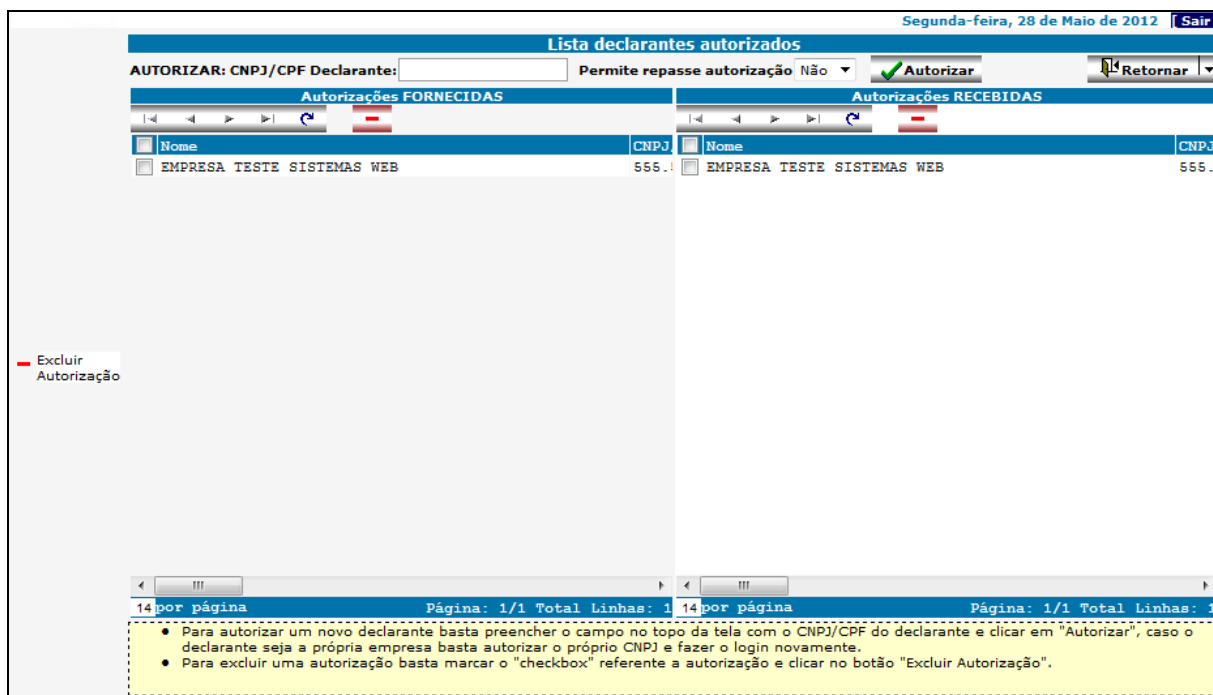 Segunda-feira, 28 de Maio de 2012 [ Sair
Lista declarantes autorizados
AUTORIZAR: CNPJ/CPF Declarante: Permite repasse autorização Não Autorizar Retornar
Autorizações FORNECIDAS
Nome CNPJ
EMPRESA TESTE SISTEMAS WEB 555.
14 por página Página: 1/1 Total Linhas: 1
Autorizações RECEBIDAS
Nome CNPJ
EMPRESA TESTE SISTEMAS WEB 555.
14 por página Página: 1/1 Total Linhas: 1
Excluir
Autorização
• Para autorizar um novo declarante basta preencher o campo no topo da tela com o CNPJ/CPF do declarante e clicar em "Autorizar", caso o
declarante seja a própria empresa basta autorizar o próprio CNPJ e fazer o login novamente.
• Para excluir uma autorização basta marcar o "checkbox" referente a autorização e clicar no botão "Excluir Autorização".